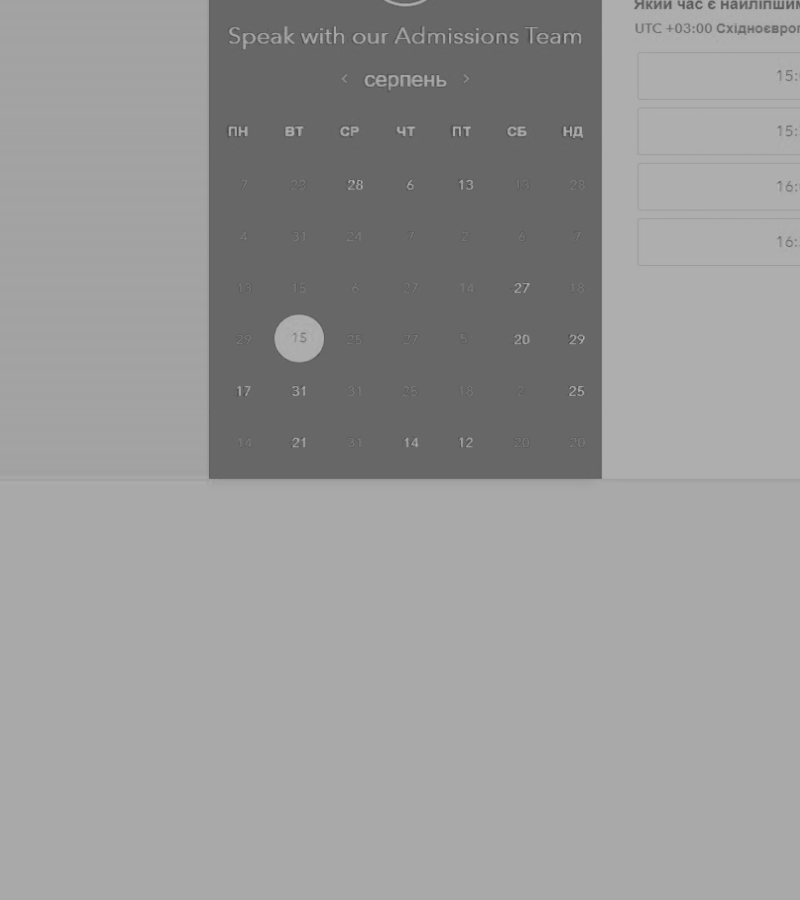 Speak with our Admissions Team
< серпень >
ПН ВТ СР ЧТ ПТ СБ НД
7 23 28 6 13 13 28
4 31 24 7 2 6 7
13 15 6 27 14 27 18
29 15 25 27 5 20 29
17 31 31 25 18 2 25
14 21 31 14 12 20 20
Який час є найліпшим
UTC +03:00
15:
15:
16:
16: